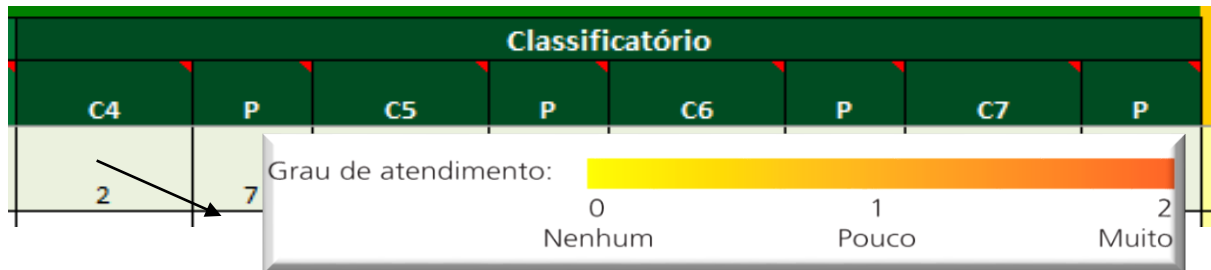 Classificatório
C4 P C5 P C6 P C7 P
2 7
Grau de atendimento:
0 1 2
Nenhum Pouco Muito